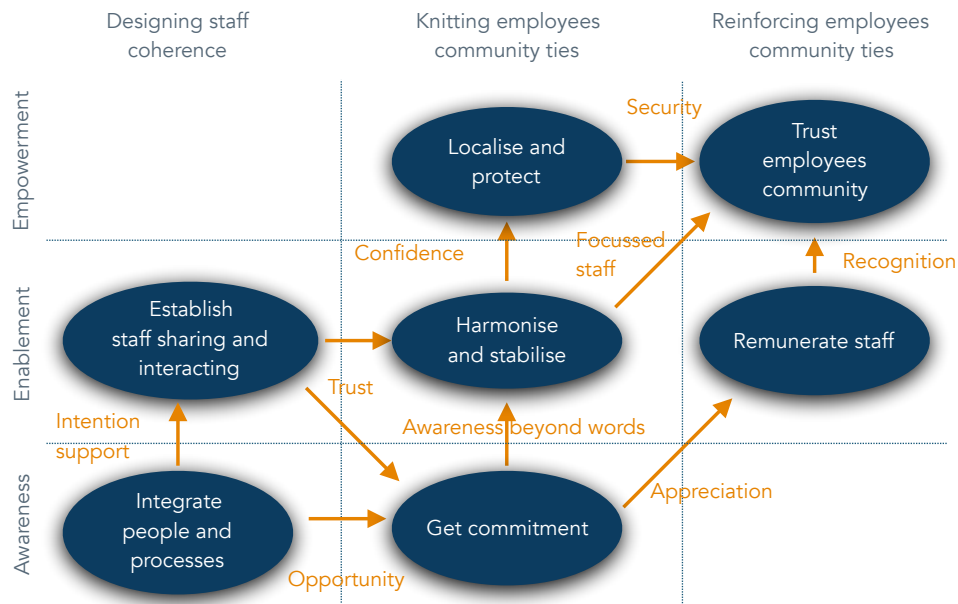 Designing staff
coherence
Knitting employees
community ties
Reinforcing employees
community ties
Empowerment
Localise and
protect
Security
Trust
employees
community
Confidence
Focussed
staff
Recognition
Enablement
Establish
staff sharing and
interacting
Harmonise
and stabilise
Remunerate staff
Trust
Intention
support
Awareness beyond words
Appreciation
Awareness
Integrate
people and
processes
Get commitment
Opportunity